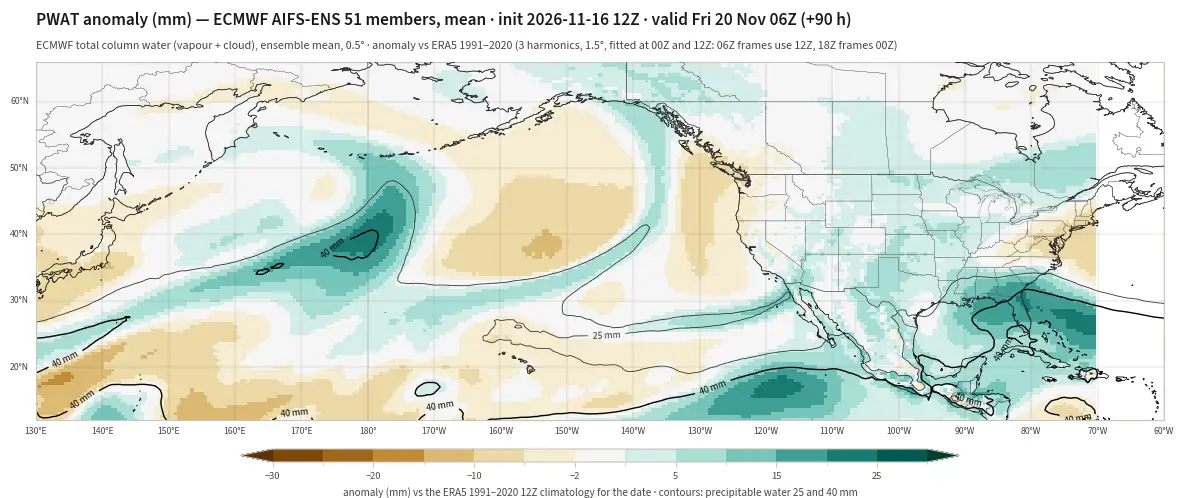 PWAT anomaly (mm) — ECMWF AIFS-ENS 51 members, mean · init 2026-11-16 12Z · valid Fri 20 Nov 06Z (+90 h)
ECMWF total column water (vapour + cloud), ensemble mean, 0.5° · anomaly vs ERA5 1991–2020 (3 harmonics, 1.5°, fitted at 00Z and 12Z: 06Z frames use 12Z, 18Z frames 00Z)
60°N
50°N
40°N
40 mm
30°N
25 mm
40 mm
40 mm
20°N
40 mm
40 mm
40 mm
40 mm
40 mm
40 mm
130°E 140°E 150°E 160°E 170°E 180° 170°W 160°W 150°W 140°W 130°W 120°W 110°W 100°W 90°W 80°W 70°W 60°W
−30 −20 −10 −2 5 15 25
anomaly (mm) vs the ERA5 1991–2020 12Z climatology for the date · contours: precipitable water 25 and 40 mm